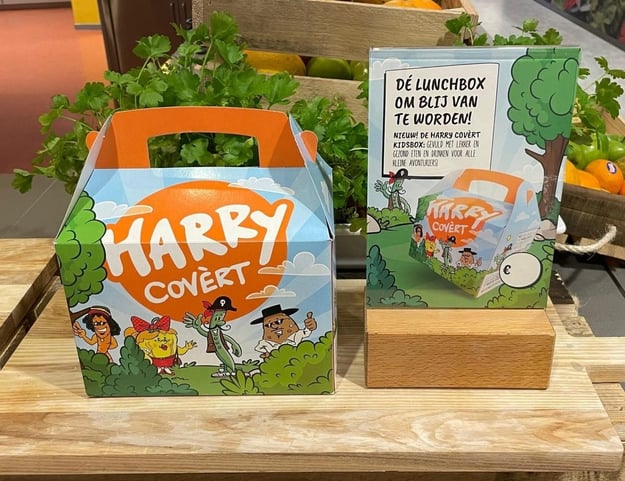 HARRY
COVÈRT
DÉ LUNCHBOX
OM BLIJ VAN
TE WORDEN!
NIEUW! DE HARRY COVÈRT
KIDSBOX: GEVULD MET LEKKER EN
GEZOND ETEN EN DRINKEN VOOR ALLE
KLEINE AVONTURIERS!
HARRY
COVÈRT
€